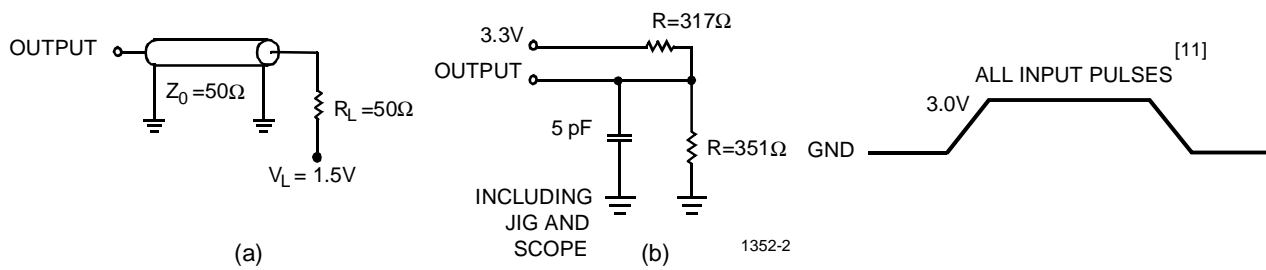 OUTPUT
Z0 =50Ω
RL =50Ω
VL = 1.5V
(a)
R=317Ω
3.3V
OUTPUT
5 pF
R=351Ω
INCLUDING
JIG AND
SCOPE
(b)
1352-2
ALL INPUT PULSES [11]
3.0V
GND